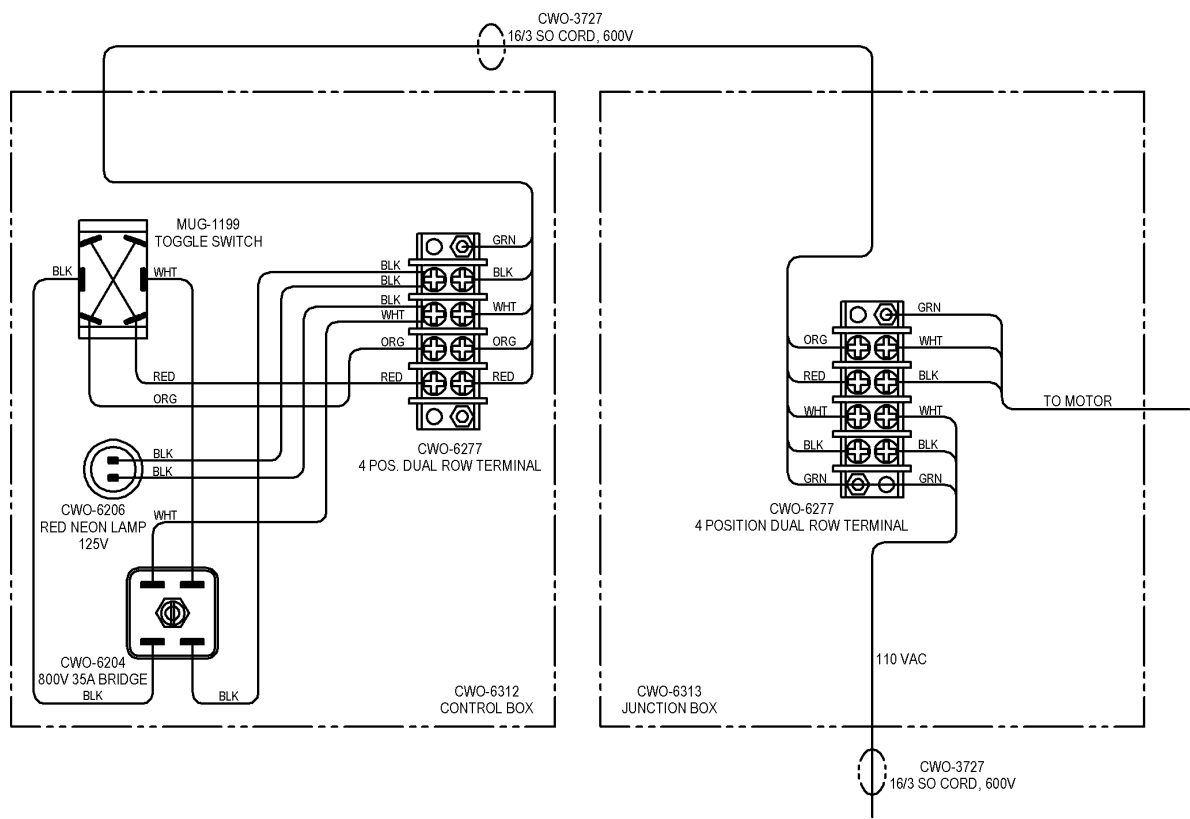 CWO-3727
16/3 SO CORD, 600V
MUG-1199
TOGGLE SWITCH
BLK
WHT
BLK
BLK
BLK
WHT
ORG
RED
GRN
BLK
WHT
ORG
RED
RED
ORG
CWO-6277
4 POS. DUAL ROW TERMINAL
BLK
BLK
CWO-6206
RED NEON LAMP
125V
WHT
CWO-6204
800V 35A BRIDGE
BLK
BLK
CWO-6312
CONTROL BOX
GRN
ORG
WHT
RED
BLK
WHT
WHT
BLK
BLK
GRN
GRN
TO MOTOR
CWO-6277
4 POSITION DUAL ROW TERMINAL
110 VAC
CWO-6313
JUNCTION BOX
CWO-3727
16/3 SO CORD, 600V